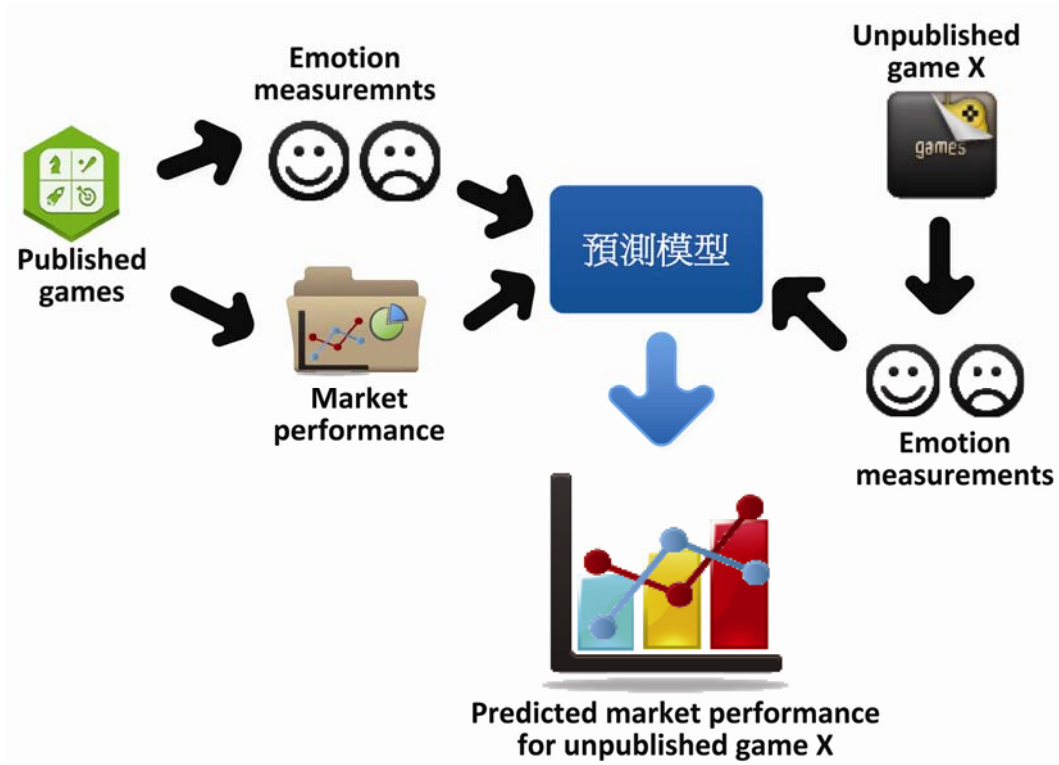 Emotion
measuremnts
Unpublished
game X
games
Published
games
預測模型
Market
performance
Emotion
measurements
Predicted market performance
for unpublished game X